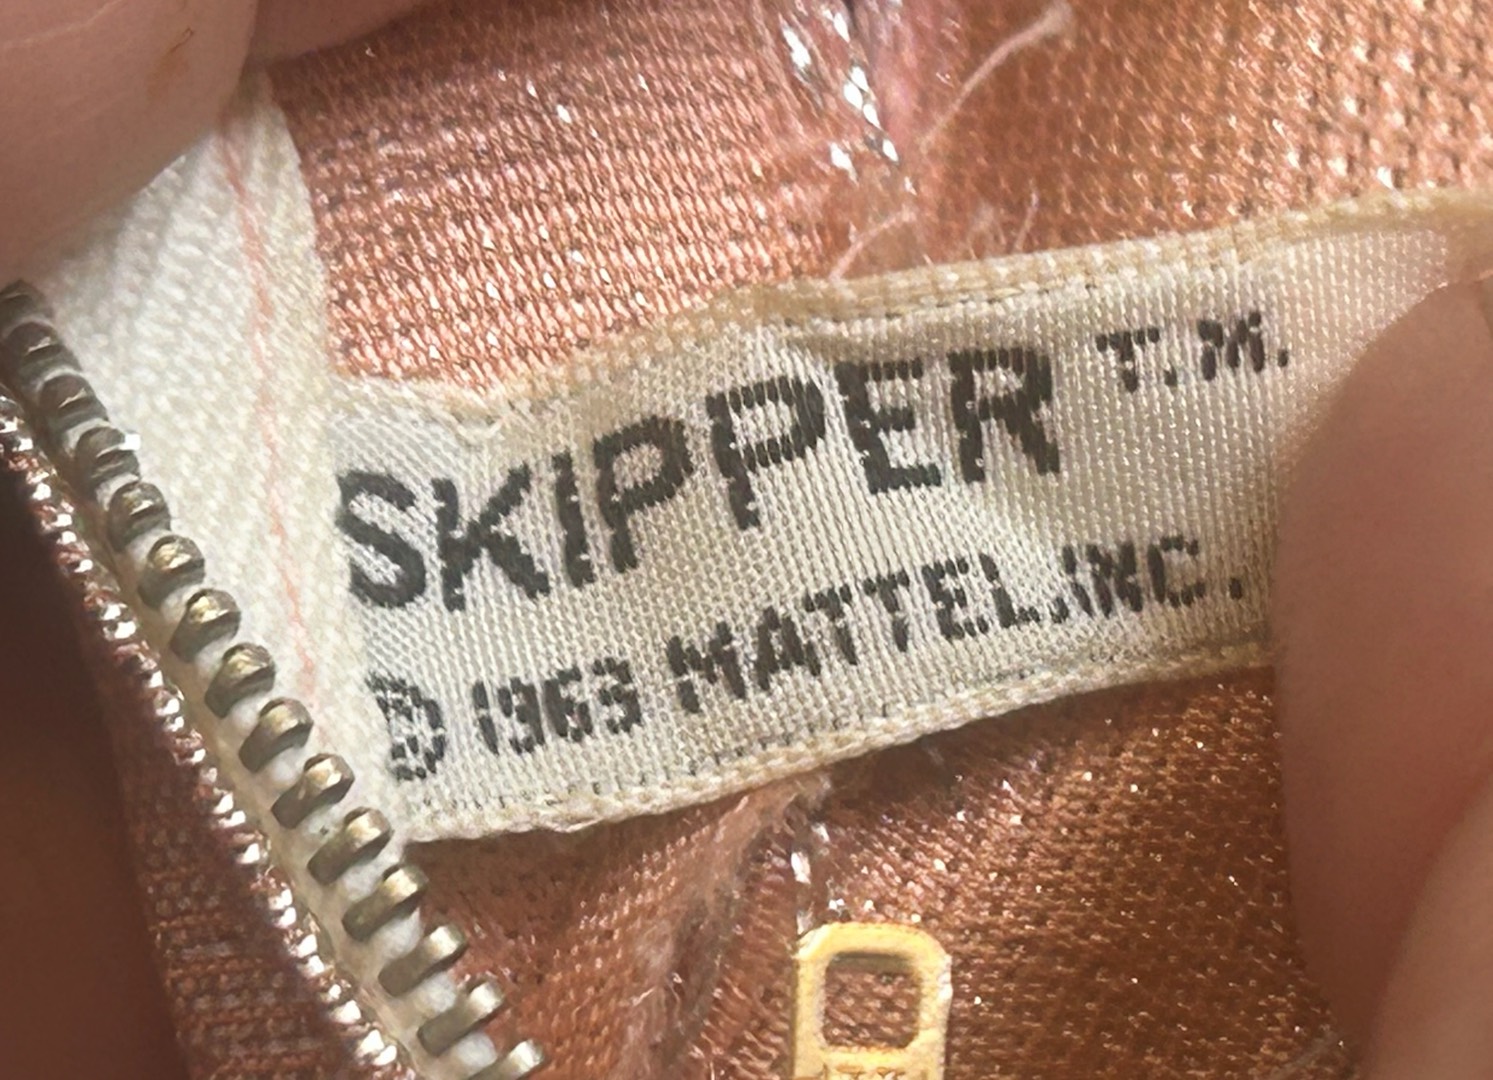 SKIPPER T.M.
© 1963 MATTEL, INC.